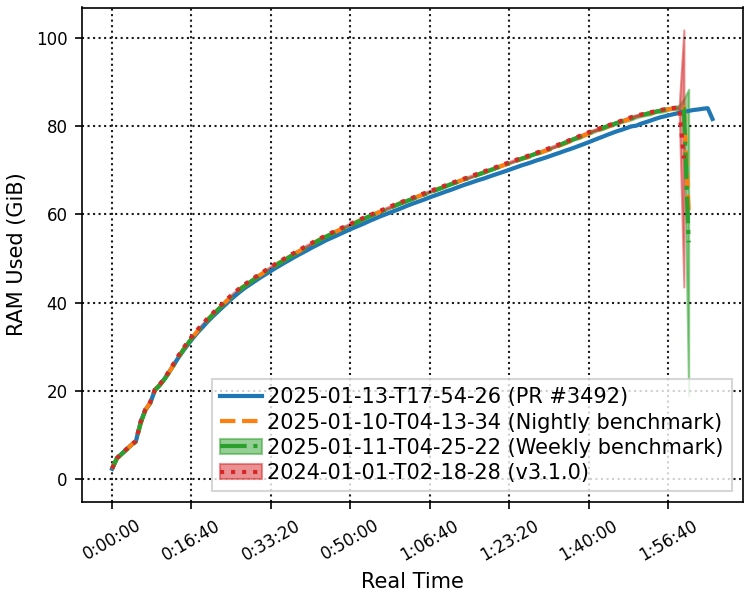 100
80
60
40
20
0
RAM Used (GiB)
2025-01-13-T17-54-26 (PR #3492)
2025-01-10-T04-13-34 (Nightly benchmark)
2025-01-11-T04-25-22 (Weekly benchmark)
2024-01-01-T02-18-28 (v3.1.0)
0:00:00
0:16:40
0:33:20
0:50:00
1:06:40
1:23:20
1:40:00
1:56:40
Real Time